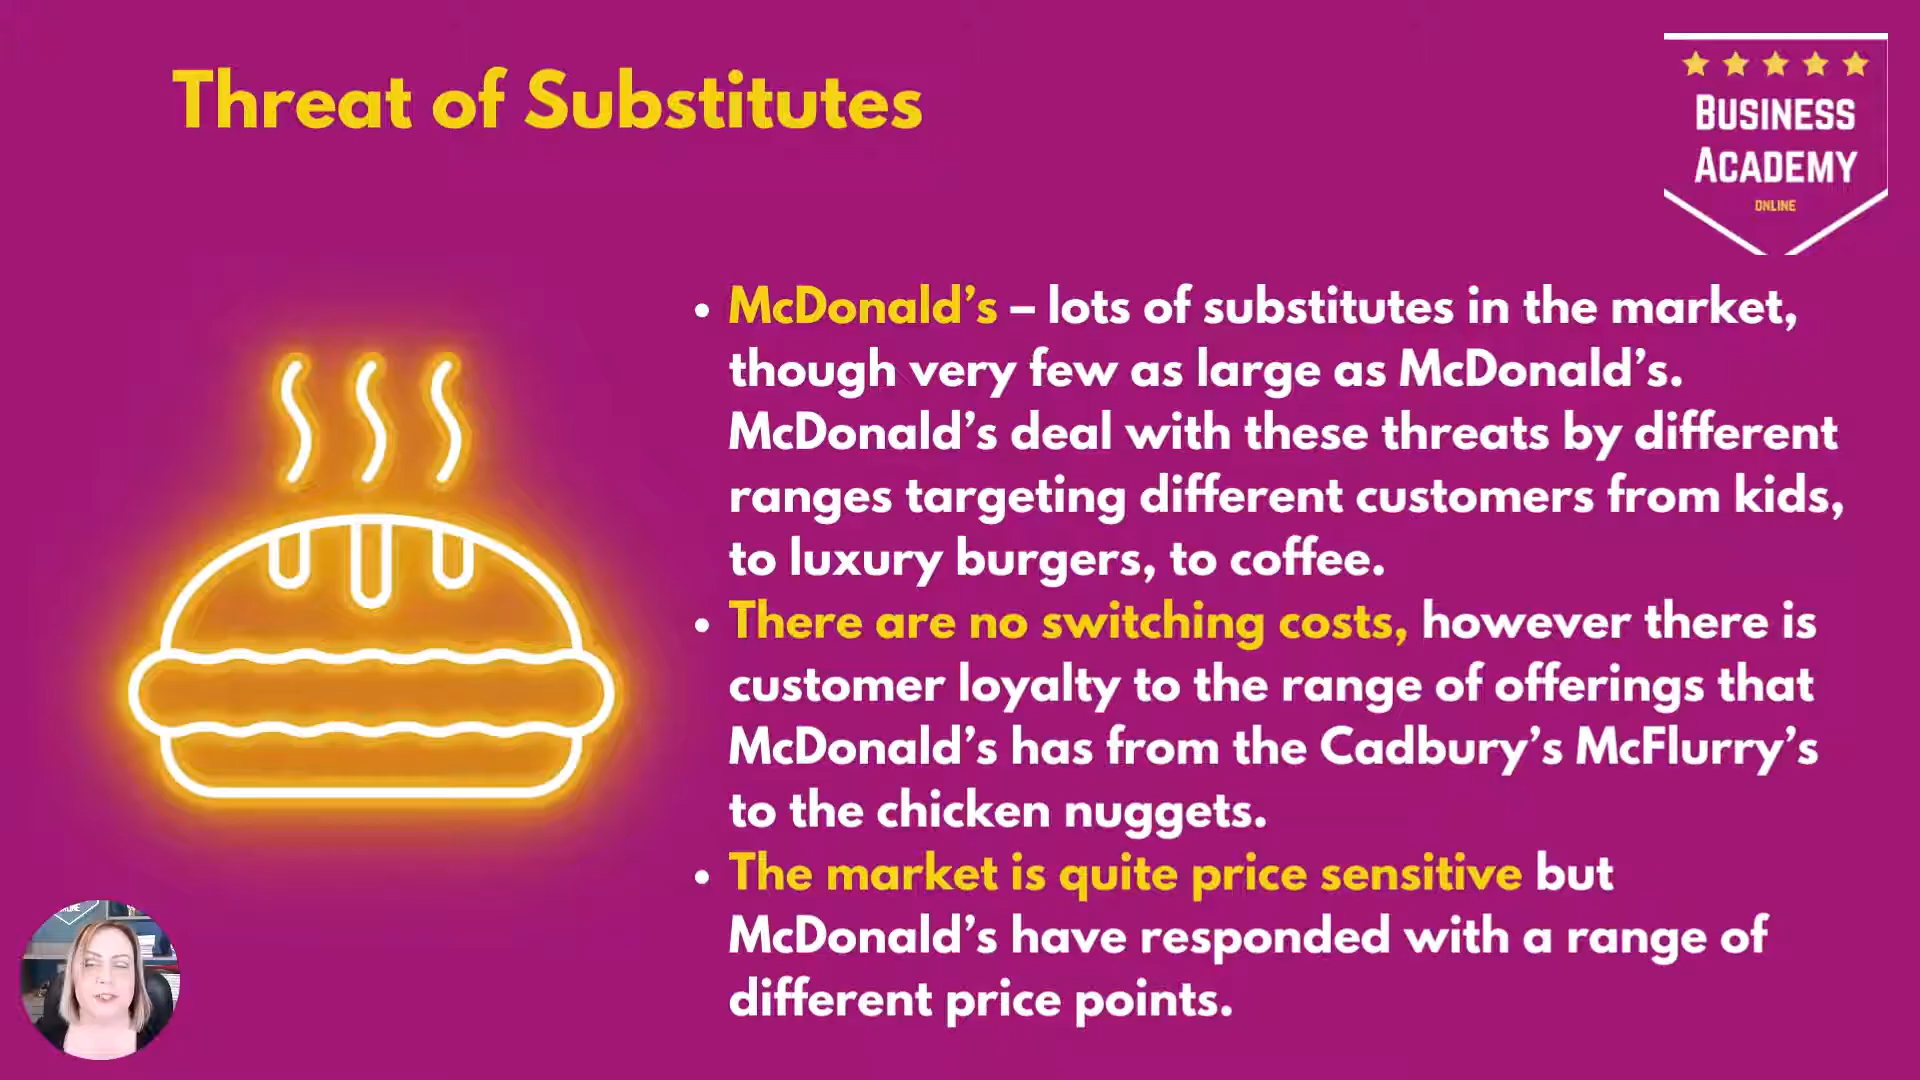 Threat of Substitutes
BUSINESS
ACADEMY
ONLINE
• McDonald's – lots of substitutes in the market,
though very few as large as McDonald's.
McDonald's deal with these threats by different
ranges targeting different customers from kids,
to luxury burgers, to coffee.
• There are no switching costs, however there is
customer loyalty to the range of offerings that
McDonald's has from the Cadbury's McFlurry's
to the chicken nuggets.
• The market is quite price sensitive but
McDonald's have responded with a range of
different price points.